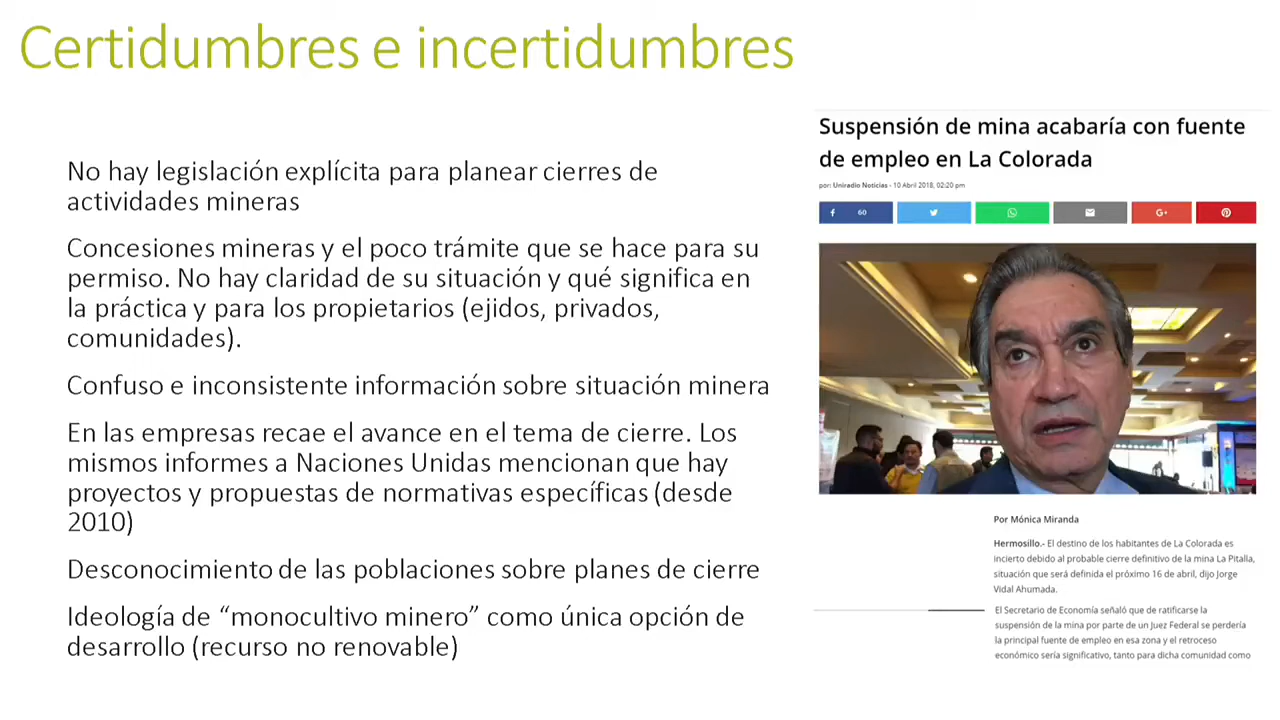 Certidumbres e incertidumbres
No hay legislación explícita para planear cierres de
actividades mineras
Concesiones mineras y el poco trámite que se hace para su
permiso. No hay claridad de su situación y qué significa en
la práctica y para los propietarios (ejidos, privados,
comunidades).
Confuso e inconsistente información sobre situación minera
En las empresas recae el avance en el tema de cierre. Los
mismos informes a Naciones Unidas mencionan que hay
proyectos y propuestas de normativas específicas (desde
2010)
Desconocimiento de las poblaciones sobre planes de cierre
Ideología de “monocultivo minero” como única opción de
desarrollo (recurso no renovable)
Suspensión de mina acabaría con fuente
de empleo en La Colorada
por: Uniradio Noticias - 10 Abril 2018, 02:20 pm
60
G+
Por Mónica Miranda
Hermosillo.- El destino de los habitantes de La Colorada es
incierto debido al probable cierre definitivo de la mina La Pitalla,
situación que será definida el próximo 16 de abril, dijo Jorge
Vidal Ahumada.
El Secretario de Economía señaló que de ratificarse la
suspensión de la mina por parte de un Juez Federal se perdería
la principal fuente de empleo en esa zona y el retroceso
económico sería significativo, tanto para dicha comunidad como